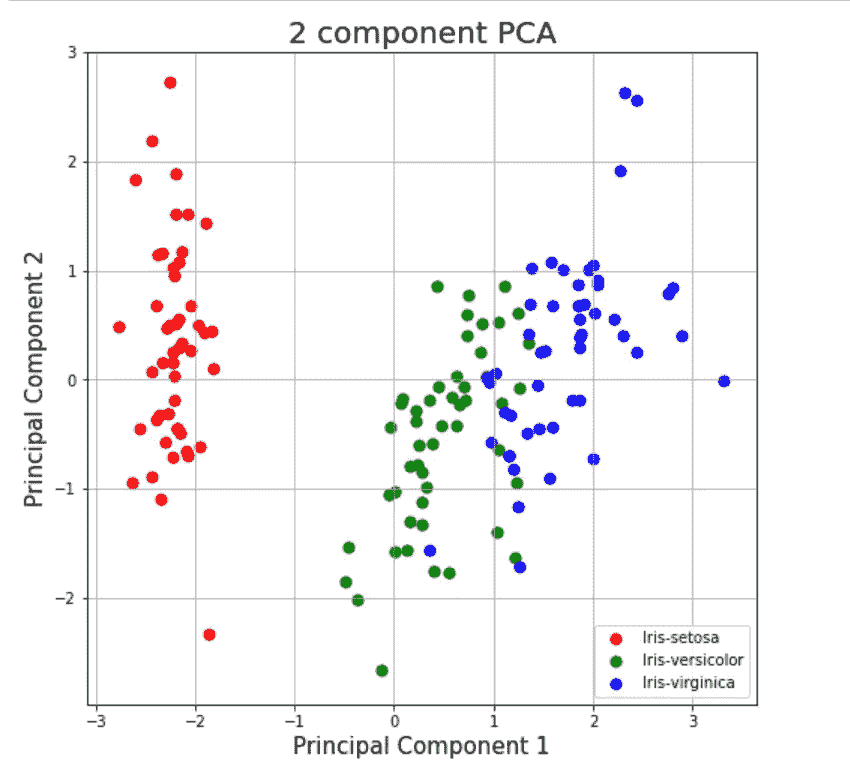 2 component PCA
3
2
1
0
−1
−2
Principal Component 2
−3
−2
−1
0
1
2
3
Principal Component 1
Iris-setosa
Iris-versicolor
Iris-virginica